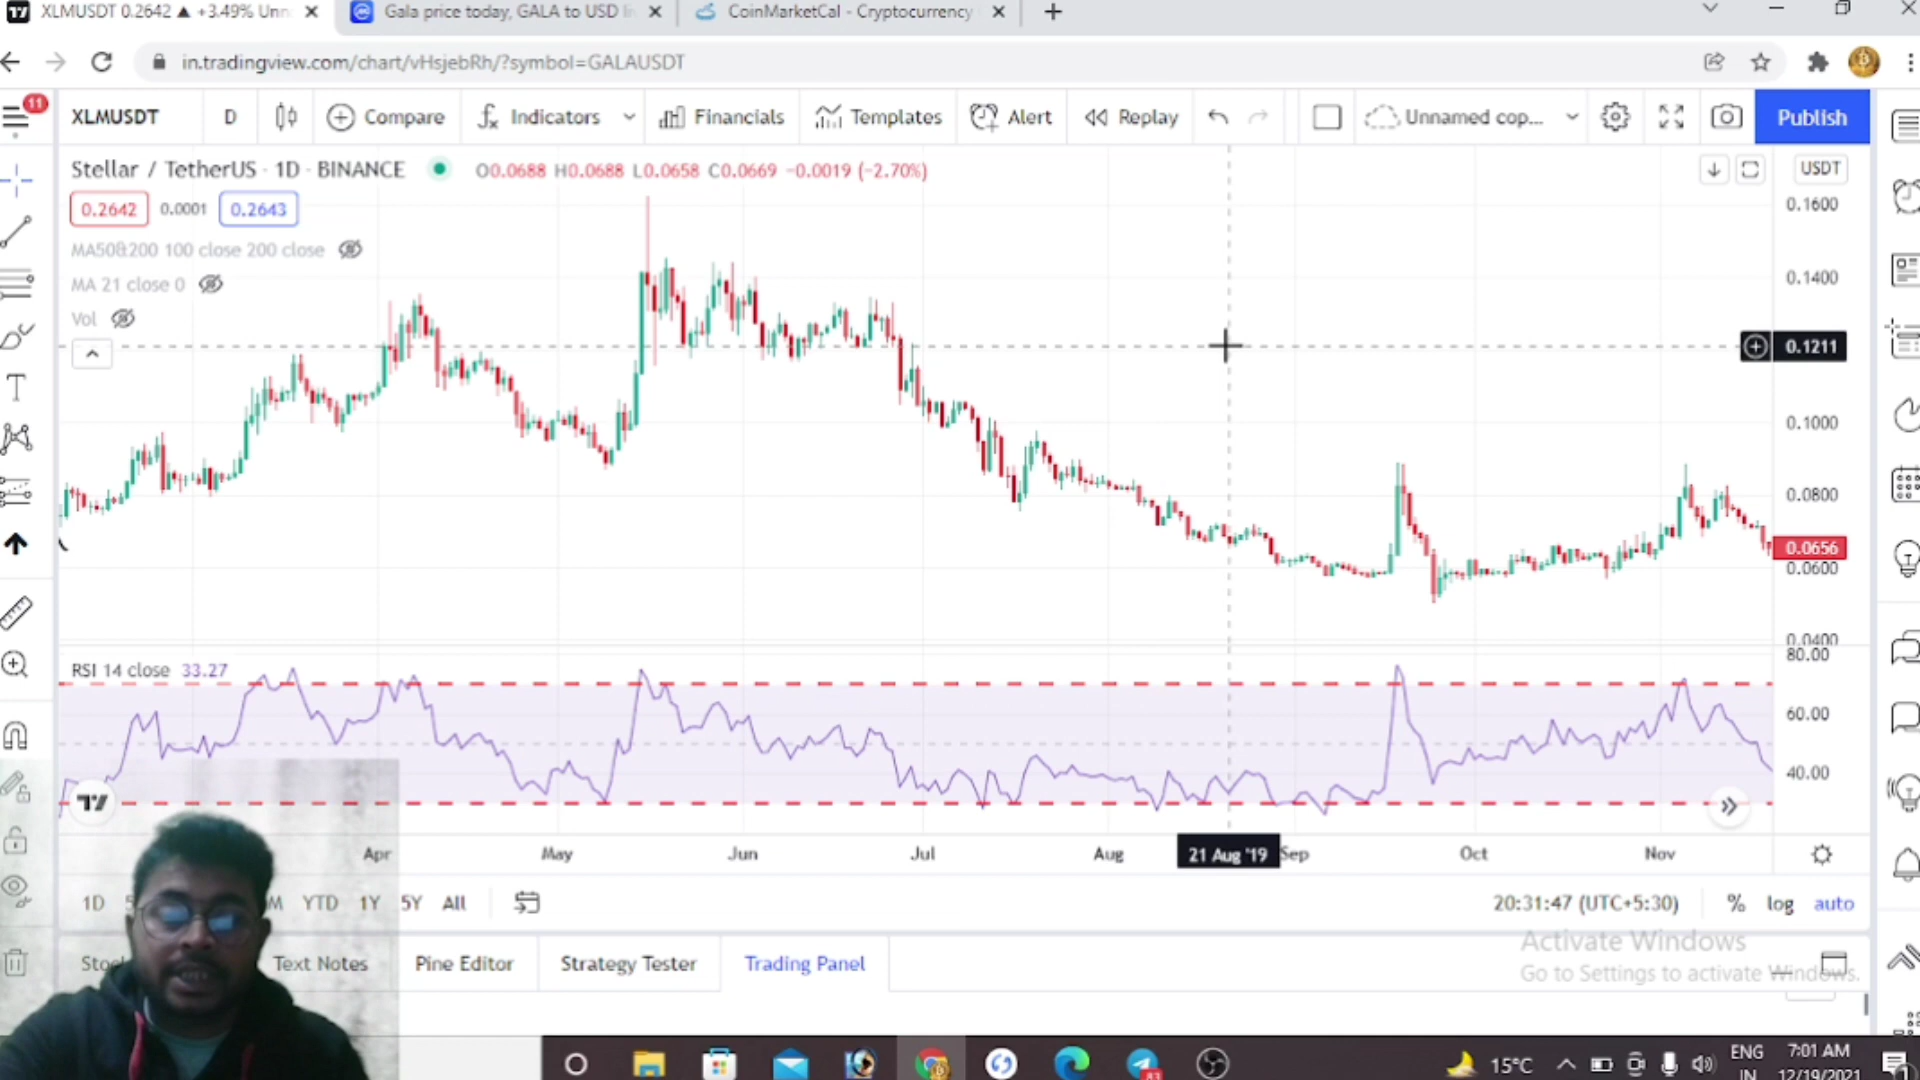 XLMUSDT 0.2642 ▲ +3.49% Unn
Gala price today, GALA to USD li
CoinMarketCal - Cryptocurrency
in.tradingview.com/chart/vHsjebRh/?symbol=GALAUSDT
11
XLMUSDT D Compare Indicators Financials Templates Alert Replay Unnamed cop... Publish
Stellar / TetherUS · 1D · BINANCE O0.0688 H0.0688 L0.0658 C0.0669 −0.0019 (−2.70%) USDT
0.2642 0.0001 0.2643
MA50&200 100 close 200 close
MA 21 close 0
Vol
0.1600
0.1400
0.1211
0.1000
0.0800
0.0656
0.0600
0.0400
RSI 14 close 33.27
80.00
60.00
40.00
Apr May Jun Jul Aug 21 Aug '19 Sep Oct Nov
1D 5 M YTD 1Y 5Y All 20:31:47 (UTC+5:30) % log auto
Activate Windows
Go to Settings to activate Windows.
Stoc Text Notes Pine Editor Strategy Tester Trading Panel
83
15°C
ENG
IN
7:01 AM
12/19/2021
1